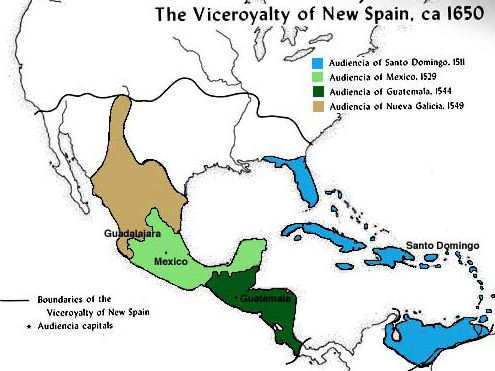 The Viceroyalty of New Spain, ca 1650
Audiencia of Santo Domingo, 1511
Audiencia of Mexico, 1529
Audiencia of Guatemala, 1544
Audiencia of Nueva Galicia, 1549
Guadalajara
Mexico
Santo Domingo
Guatemala
Boundaries of the
Viceroyalty of New Spain
* Audiencia capitals